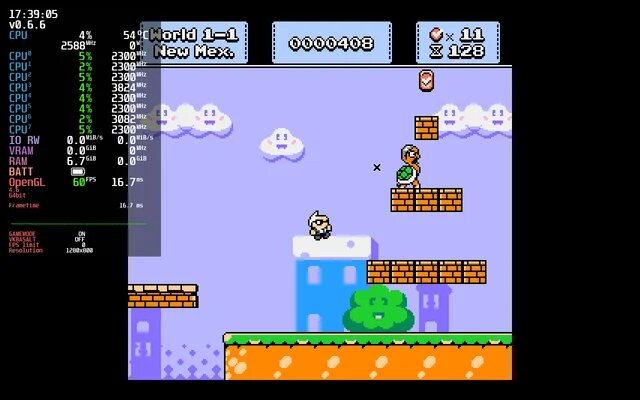 17:39:05
v0.6.6
CPU 4% 54°C
2588MHz 0W
CPU0 5% 2300MHz
CPU1 2% 2300MHz
CPU2 5% 2300MHz
CPU3 4% 3824MHz
CPU4 4% 2300MHz
CPU5 4% 2300MHz
CPU6 2% 3082MHz
CPU7 5% 2300MHz
IO RW 0.0MiB/s 0.0MiB/s
VRAM 0.0GiB 0MHz
RAM 6.7GiB 0.0GiB
BATT
OpenGL 60FPS 16.7ms
4.6
64bit
Frametime 16.7 ms
GAMEMODE ON
VKBASALT OFF
FPS limit 0
Resolution 1280x800
World 1-1
New Mex.
0000408
× 11
128